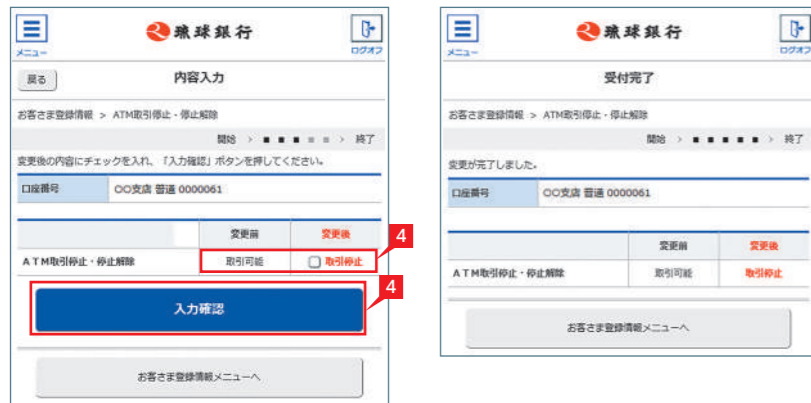 メニュー
琉球銀行
ログオフ
戻る
内容入力
お客さま登録情報 > ATM取引停止・停止解除
開始 > ■ ■ ■ ■ ■ > 終了
変更後の内容にチェックを入れ、「入力確認」ボタンを押してください。
口座番号 〇〇支店 普通 0000061
変更前 変更後
ATM取引停止・停止解除 取引可能 取引停止
4
入力確認
4
お客さま登録情報メニューへ
メニュー
琉球銀行
ログオフ
受付完了
お客さま登録情報 > ATM取引停止・停止解除
開始 > ■ ■ ■ ■ ■ > 終了
変更が完了しました。
口座番号 〇〇支店 普通 0000061
変更前 変更後
ATM取引停止・停止解除 取引可能 取引停止
お客さま登録情報メニューへ